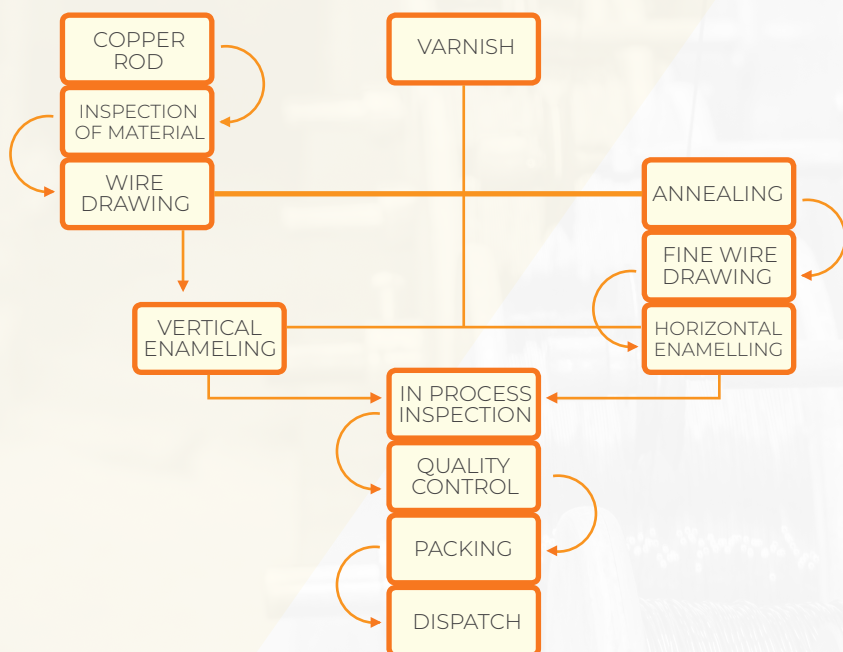 COPPER
ROD
VARNISH
INSPECTION
OF MATERIAL
WIRE
DRAWING
ANNEALING
FINE WIRE
DRAWING
VERTICAL
ENAMELING
HORIZONTAL
ENAMELLING
IN PROCESS
INSPECTION
QUALITY
CONTROL
PACKING
DISPATCH